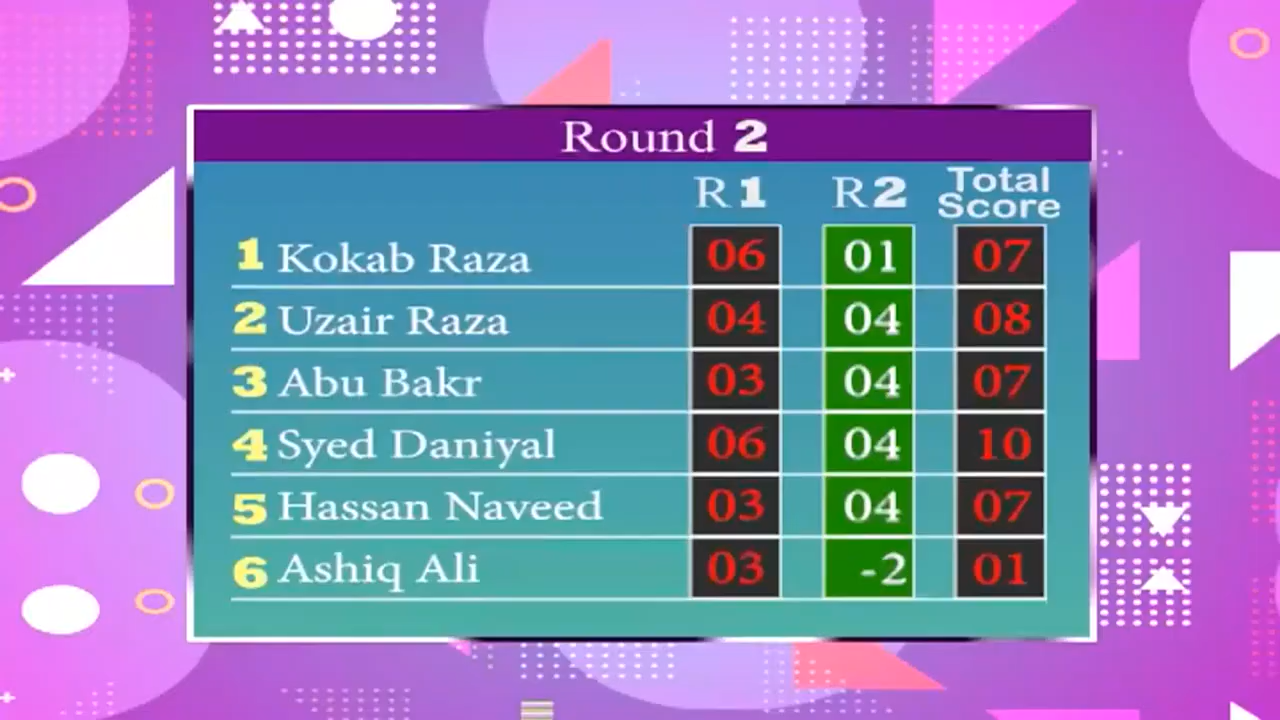 Round 2
R 1 R 2 Total Score
1 Kokab Raza 06 01 07
2 Uzair Raza 04 04 08
3 Abu Bakr 03 04 07
4 Syed Daniyal 06 04 10
5 Hassan Naveed 03 04 07
6 Ashiq Ali 03 -2 01